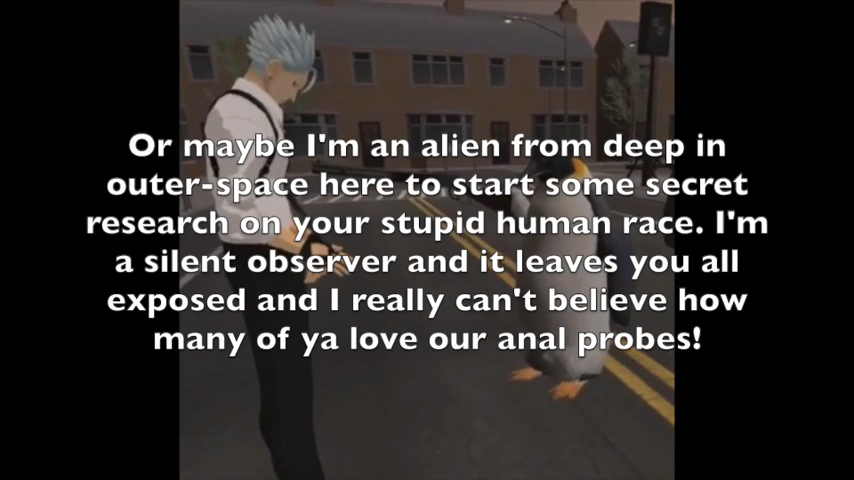 Or maybe I'm an alien from deep in
outer-space here to start some secret
research on your stupid human race. I'm
a silent observer and it leaves you all
exposed and I really can't believe how
many of ya love our anal probes!